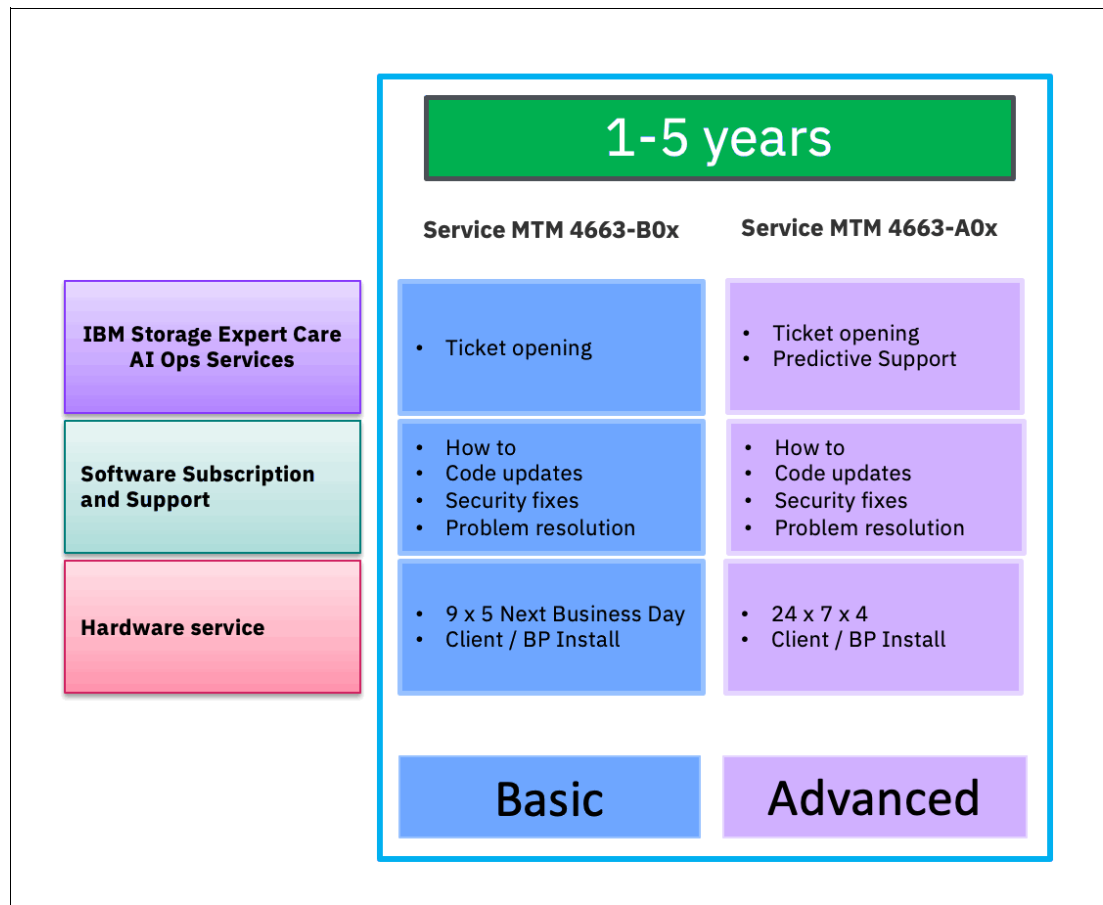 1-5 years
Service MTM 4663-B0x
Service MTM 4663-A0x
IBM Storage Expert Care
AI Ops Services
• Ticket opening
• Ticket opening
• Predictive Support
Software Subscription
and Support
• How to
• Code updates
• Security fixes
• Problem resolution
• How to
• Code updates
• Security fixes
• Problem resolution
Hardware service
• 9 x 5 Next Business Day
• Client / BP Install
• 24 x 7 x 4
• Client / BP Install
Basic
Advanced